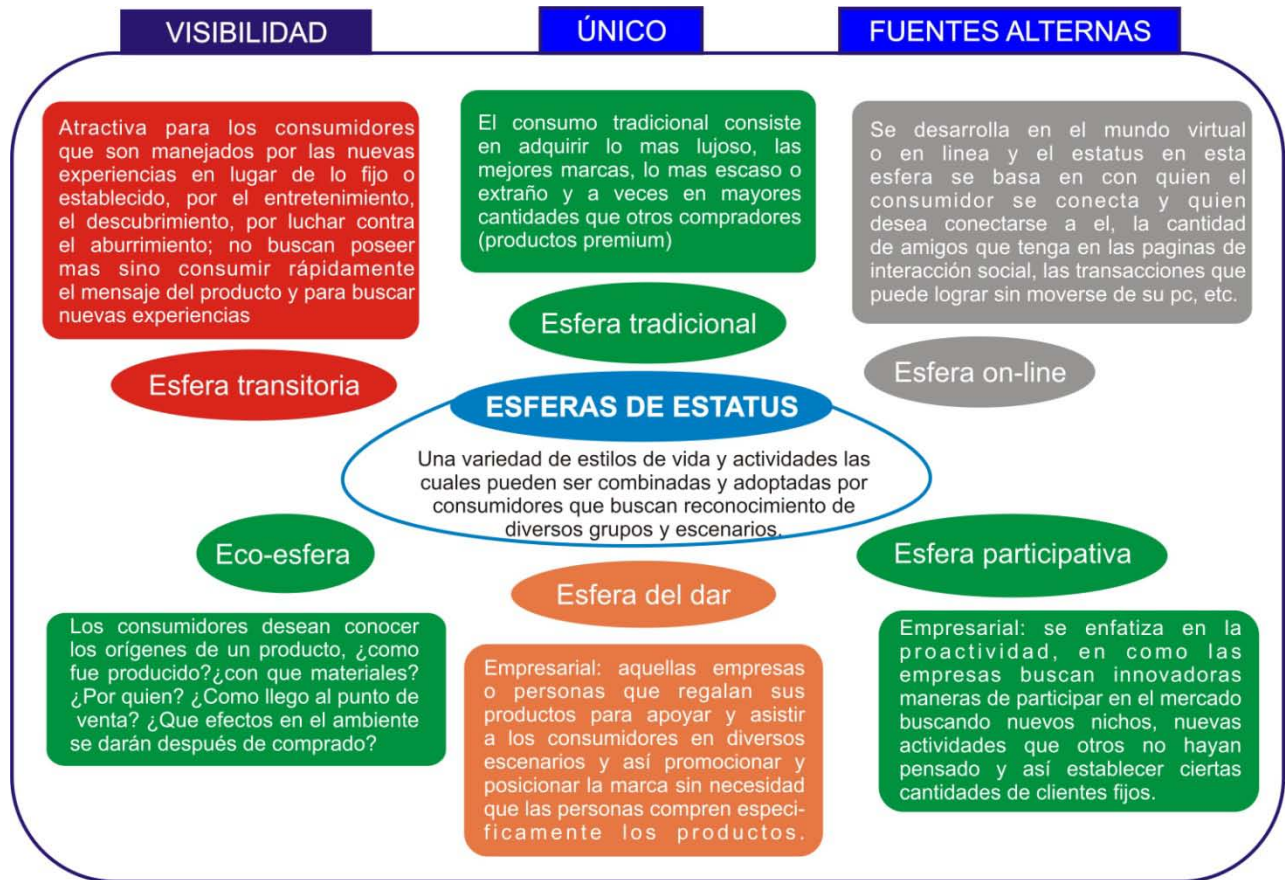 VISIBILIDAD
ÚNICO
FUENTES ALTERNAS
Atractiva para los consumidores
que son manejados por las nuevas
experiencias en lugar de lo fijo o
establecido, por el entretenimiento,
el descubrimiento, por luchar contra
el aburrimiento; no buscan poseer
mas sino consumir rápidamente
el mensaje del producto y para buscar
nuevas experiencias
Esfera transitoria
El consumo tradicional consiste
en adquirir lo mas lujoso, las
mejores marcas, lo mas escaso o
extraño y a veces en mayores
cantidades que otros compradores
(productos premium)
Esfera tradicional
Se desarrolla en el mundo virtual
o en linea y el estatus en esta
esfera se basa en con quien el
consumidor se conecta y quien
desea conectarse a el, la cantidad
de amigos que tenga en las paginas de
interacción social, las transacciones que
puede lograr sin moverse de su pc, etc.
Esfera on-line
ESFERAS DE ESTATUS
Una variedad de estilos de vida y actividades las
cuales pueden ser combinadas y adoptadas por
consumidores que buscan reconocimiento de
diversos grupos y escenarios.
Eco-esfera
Los consumidores desean conocer
los orígenes de un producto, ¿como
fue producido?¿con que materiales?
¿Por quien? ¿Como llego al punto de
venta? ¿Que efectos en el ambiente
se darán después de comprado?
Esfera del dar
Empresarial: aquellas empresas
o personas que regalan sus
productos para apoyar y asistir
a los consumidores en diversos
escenarios y así promocionar y
posicionar la marca sin necesidad
que las personas compren especi-
ficamente los productos.
Esfera participativa
Empresarial: se enfatiza en la
proactividad, en como las
empresas buscan innovadoras
maneras de participar en el mercado
buscando nuevos nichos, nuevas
actividades que otros no hayan
pensado y así establecer ciertas
cantidades de clientes fijos.